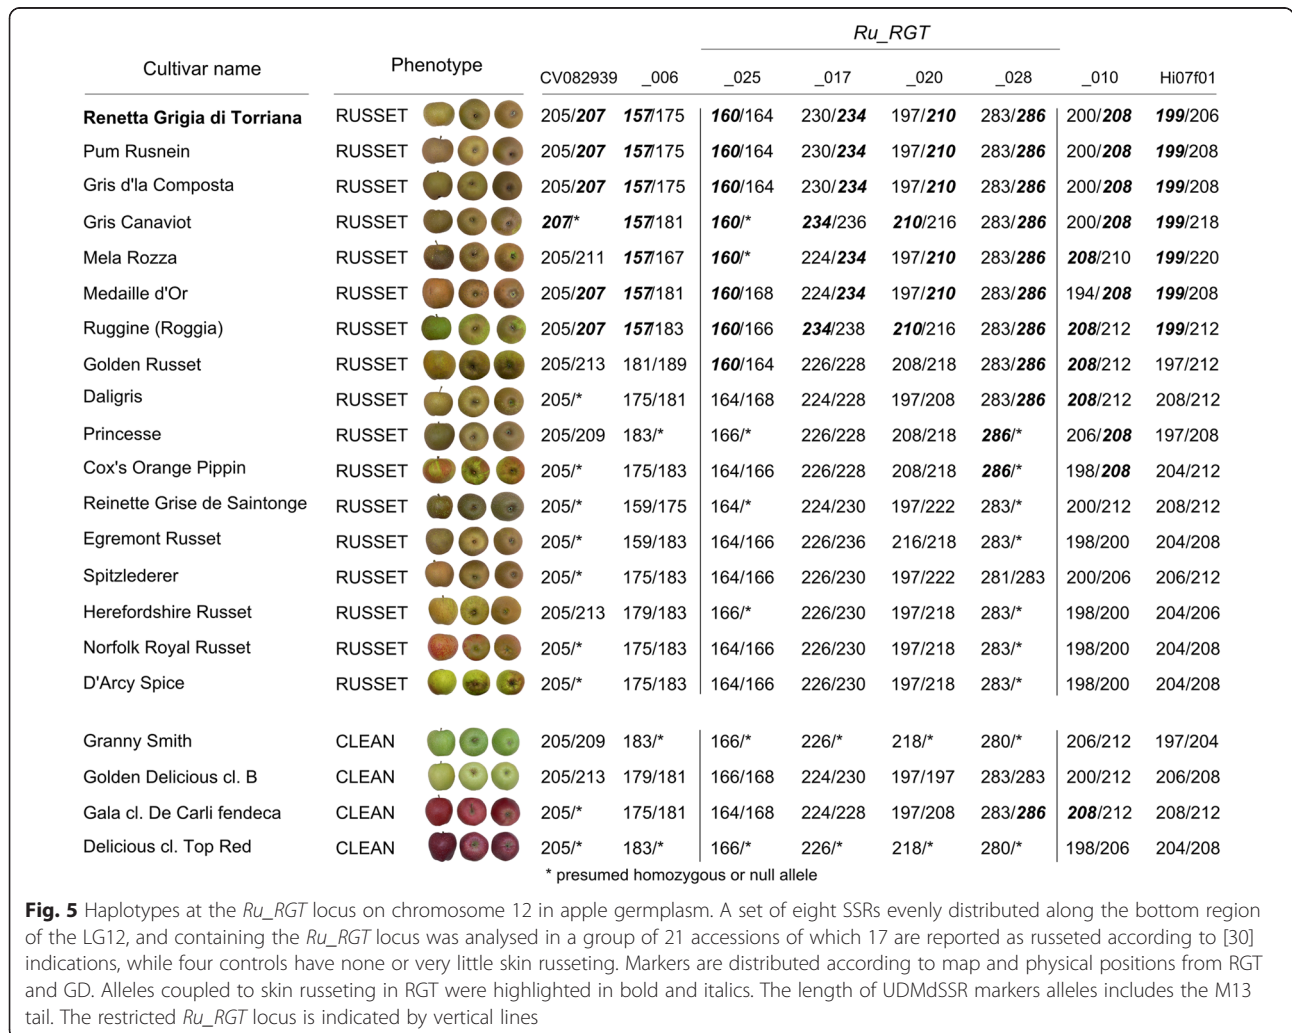 Ru_RGT
Cultivar name Phenotype CV082939 _006 _025 _017 _020 _028 _010 Hi07f01
Renetta Grigia di Torriana RUSSET 205/207 157/175 160/164 230/234 197/210 283/286 200/208 199/206
Pum Rusnein RUSSET 205/207 157/175 160/164 230/234 197/210 283/286 200/208 199/208
Gris d'la Composta RUSSET 205/207 157/175 160/164 230/234 197/210 283/286 200/208 199/208
Gris Canaviot RUSSET 207/* 157/181 160/* 234/236 210/216 283/286 200/208 199/218
Mela Rozza RUSSET 205/211 157/167 160/* 224/234 197/210 283/286 208/210 199/220
Medaille d'Or RUSSET 205/207 157/181 160/168 224/234 197/210 283/286 194/208 199/208
Ruggine (Roggia) RUSSET 205/207 157/183 160/166 234/238 210/216 283/286 208/212 199/212
Golden Russet RUSSET 205/213 181/189 160/164 226/228 208/218 283/286 208/212 197/212
Daligris RUSSET 205/* 175/181 164/168 224/228 197/208 283/286 208/212 208/212
Princesse RUSSET 205/209 183/* 166/* 226/228 208/218 286/* 206/208 197/208
Cox's Orange Pippin RUSSET 205/* 175/183 164/166 226/228 208/218 286/* 198/208 204/212
Reinette Grise de Saintonge RUSSET 205/* 159/175 164/* 224/230 197/222 283/* 200/212 208/212
Egremont Russet RUSSET 205/* 159/183 164/166 226/236 216/218 283/* 198/200 204/208
Spitzlederer RUSSET 205/* 175/183 164/166 226/230 197/222 281/283 200/206 206/212
Herefordshire Russet RUSSET 205/213 179/183 166/* 226/230 197/218 283/* 198/200 204/206
Norfolk Royal Russet RUSSET 205/* 175/183 164/166 226/230 197/218 283/* 198/200 204/208
D'Arcy Spice RUSSET 205/* 175/183 164/166 226/230 197/218 283/* 198/200 204/208
Granny Smith CLEAN 205/209 183/* 166/* 226/* 218/* 280/* 206/212 197/204
Golden Delicious cl. B CLEAN 205/213 179/181 166/168 224/230 197/197 283/283 200/212 206/208
Gala cl. De Carli fendeca CLEAN 205/* 175/181 164/168 224/228 197/208 283/286 208/212 208/212
Delicious cl. Top Red CLEAN 205/* 183/* 166/* 226/* 218/* 280/* 198/206 204/208
* presumed homozygous or null allele
Fig. 5 Haplotypes at the Ru_RGT locus on chromosome 12 in apple germplasm. A set of eight SSRs evenly distributed along the bottom region
of the LG12, and containing the Ru_RGT locus was analysed in a group of 21 accessions of which 17 are reported as russeted according to [30]
indications, while four controls have none or very little skin russeting. Markers are distributed according to map and physical positions from RGT
and GD. Alleles coupled to skin russeting in RGT were highlighted in bold and italics. The length of UDMdSSR markers alleles includes the M13
tail. The restricted Ru_RGT locus is indicated by vertical lines